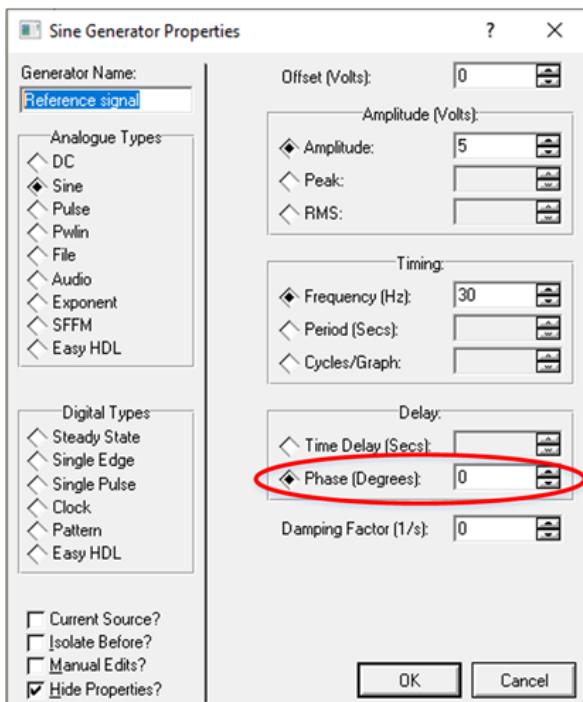 Sine Generator Properties
?
Generator Name:
Reference signal
Analogue Types
DC
Sine
Pulse
Pwlin
File
Audio
Exponent
SFFM
Easy HDL
Digital Types
Steady State
Single Edge
Single Pulse
Clock
Pattern
Easy HDL
Current Source?
Isolate Before?
Manual Edits?
Hide Properties?
Offset (Volts): 0
Amplitude (Volts):
Amplitude: 5
Peak:
RMS:
Timing:
Frequency (Hz): 30
Period (Secs):
Cycles/Graph:
Delay:
Time Delay (Secs):
Phase (Degrees): 0
Damping Factor (1/s): 0
OK Cancel